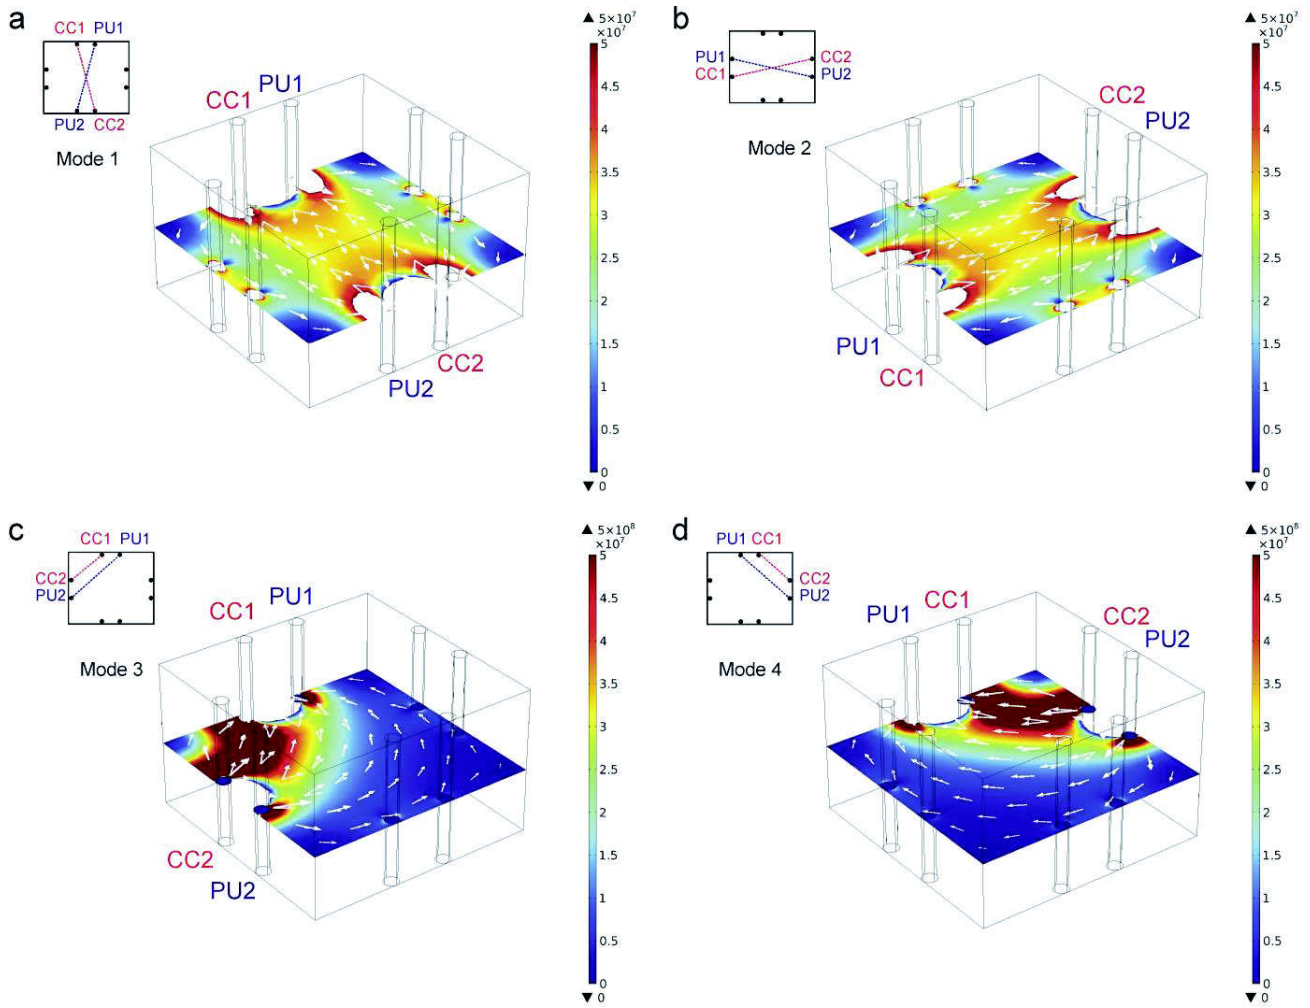 a
CC1 PU1
PU2 CC2
Mode 1
PU1
CC1
CC2
PU2
▲ 5×10⁷
×10⁷
5
4.5
4
3.5
3
2.5
2
1.5
1
0.5
0
▼ 0
b
PU1
CC1
CC2
PU2
Mode 2
CC2
PU2
PU1
CC1
▲ 5×10⁷
×10⁷
5
4.5
4
3.5
3
2.5
2
1.5
1
0.5
0
▼ 0
c
CC1 PU1
CC2
PU2
Mode 3
PU1
CC1
CC2
PU2
▲ 5×10⁸
×10⁷
5
4.5
4
3.5
3
2.5
2
1.5
1
0.5
0
▼ 0
d
PU1 CC1
CC2
PU2
Mode 4
CC1
PU1
CC2
PU2
▲ 5×10⁸
×10⁷
5
4.5
4
3.5
3
2.5
2
1.5
1
0.5
0
▼ 0